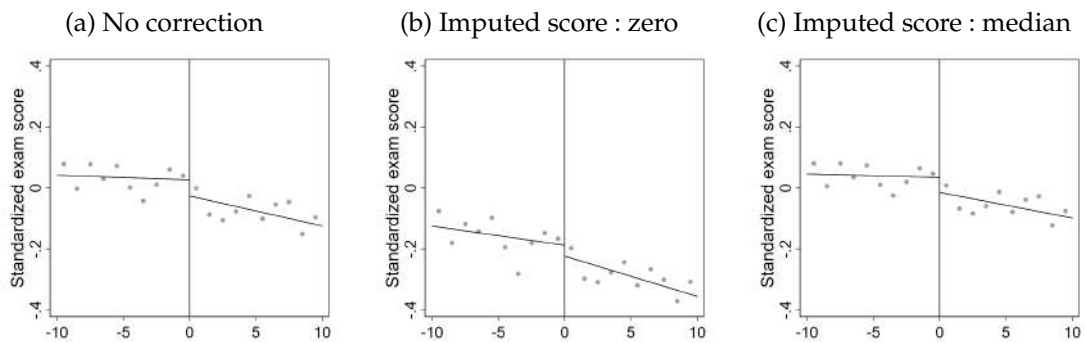 (a) No correction
(b) Imputed score : zero
(c) Imputed score : median
Standardized exam score
.4
.2
0
-.2
-.4
-10 -5 0 5 10
Standardized exam score
.4
.2
0
-.2
-.4
-10 -5 0 5 10
Standardized exam score
.4
.2
0
-.2
-.4
-10 -5 0 5 10